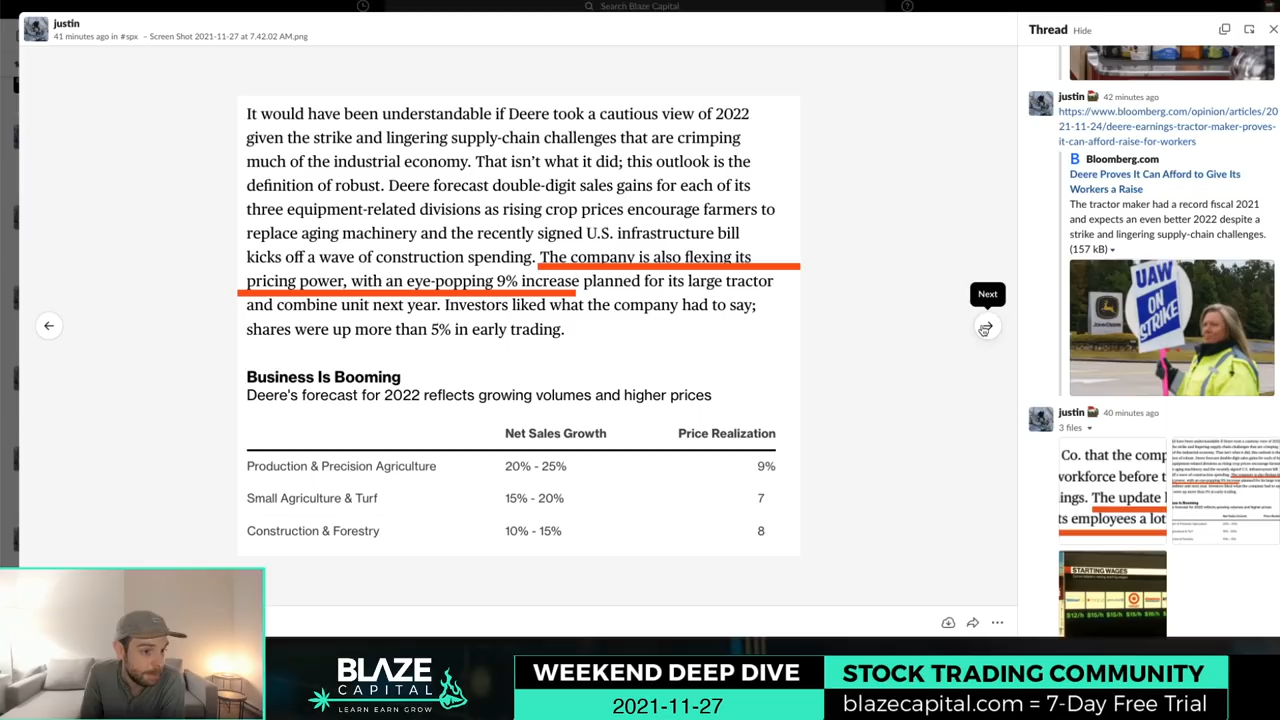 Search Blaze Capital
justin
41 minutes ago in #spx – Screen Shot 2021-11-27 at 7.42.02 AM.png
It would have been understandable if Deere took a cautious view of 2022
given the strike and lingering supply-chain challenges that are crimping
much of the industrial economy. That isn't what it did; this outlook is the
definition of robust. Deere forecast double-digit sales gains for each of its
three equipment-related divisions as rising crop prices encourage farmers to
replace aging machinery and the recently signed U.S. infrastructure bill
kicks off a wave of construction spending. The company is also flexing its
pricing power, with an eye-popping 9% increase planned for its large tractor
and combine unit next year. Investors liked what the company had to say;
shares were up more than 5% in early trading.
Business Is Booming
Deere's forecast for 2022 reflects growing volumes and higher prices
Net Sales Growth Price Realization
Production & Precision Agriculture 20% - 25% 9%
Small Agriculture & Turf 15% - 20% 7
Construction & Forestry 10% - 15% 8
Next
Thread Hide
justin 42 minutes ago
https://www.bloomberg.com/opinion/articles/20
21-11-24/deere-earnings-tractor-maker-proves-
it-can-afford-raise-for-workers
B Bloomberg.com
Deere Proves It Can Afford to Give Its
Workers a Raise
The tractor maker had a record fiscal 2021
and expects an even better 2022 despite a
strike and lingering supply-chain challenges.
(157 kB)
UAW
ON
STRIKE
JOHN DEERE
justin 40 minutes ago
3 files
Co. that the comp
workforce before t
ings. The update
ts employees a lot
STARTING WAGES
$12/h $15/h $15/h $15/h $16/h
BLAZE
CAPITAL
LEARN EARN GROW
WEEKEND DEEP DIVE
2021-11-27
STOCK TRADING COMMUNITY
blazecapital.com = 7-Day Free Trial